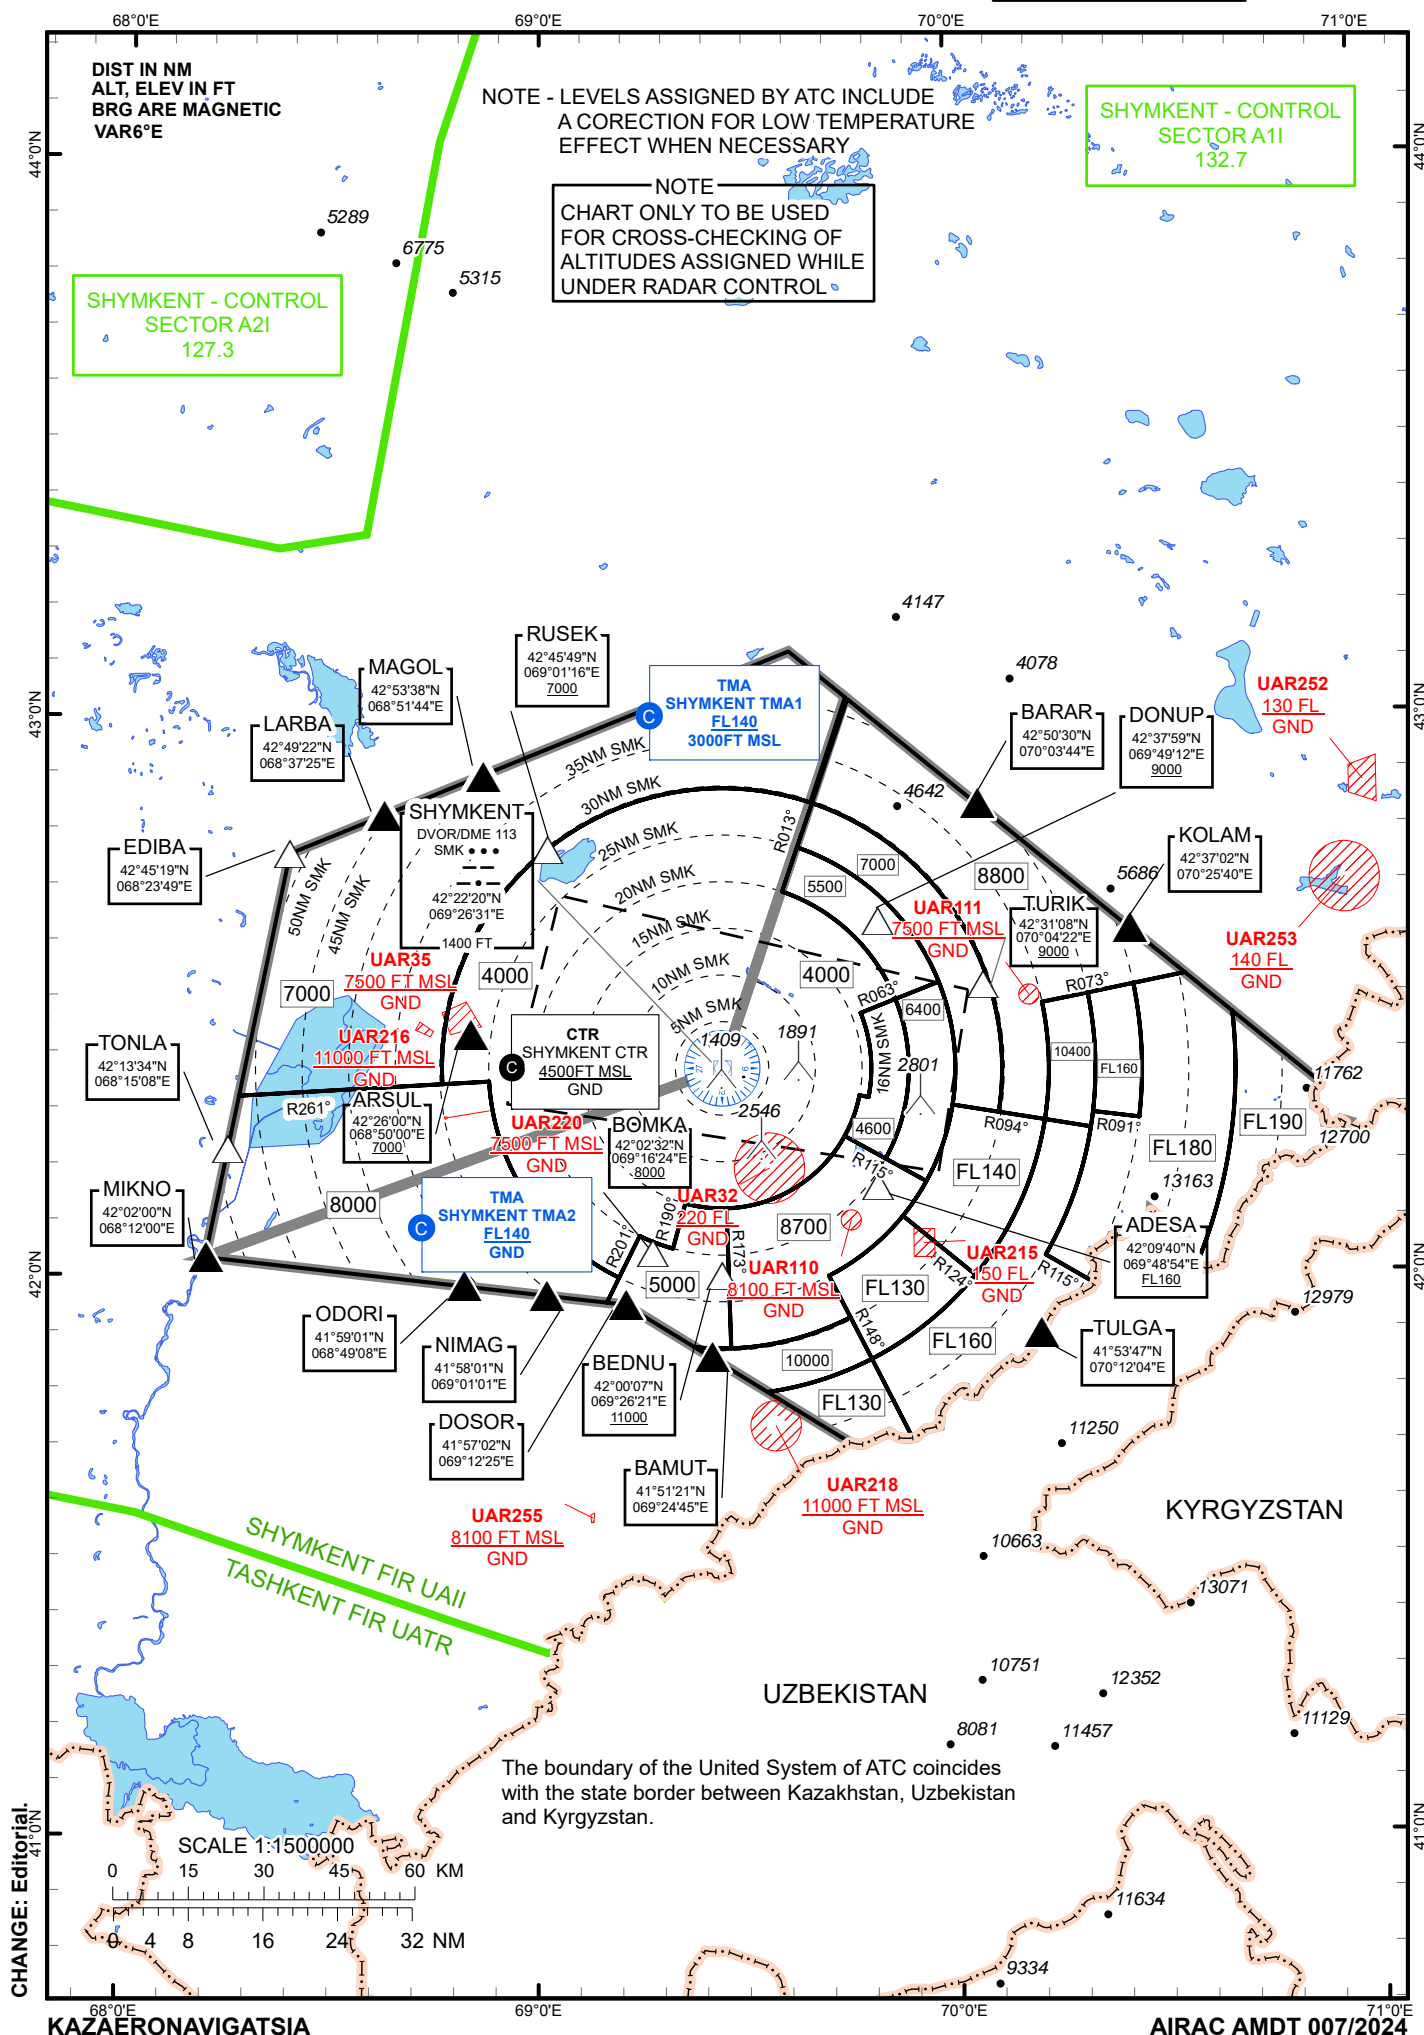 68°0'E
69°0'E
70°0'E
71°0'E
DIST IN NM
ALT, ELEV IN FT
BRG ARE MAGNETIC
VAR6°E
NOTE - LEVELS ASSIGNED BY ATC INCLUDE
A CORECTION FOR LOW TEMPERATURE
EFFECT WHEN NECESSARY
SHYMKENT - CONTROL
SECTOR A1I
132.7
44°0'N
44°0'N
NOTE
CHART ONLY TO BE USED
FOR CROSS-CHECKING OF
ALTITUDES ASSIGNED WHILE
UNDER RADAR CONTROL
5289
6775
5315
SHYMKENT - CONTROL
SECTOR A2I
127.3
4147
4078
RUSEK
42°45'49"N
069°01'16"E
7000
MAGOL
42°53'38"N
068°51'44"E
LARBA
42°49'22"N
068°37'25"E
TMA
SHYMKENT TMA1
FL140
3000FT MSL
C
BARAR
42°50'30"N
070°03'44"E
DONUP
42°37'59"N
069°49'12"E
9000
UAR252
130 FL
GND
43°0'N
43°0'N
35NM SMK
30NM SMK
25NM SMK
20NM SMK
15NM SMK
10NM SMK
5NM SMK
50NM SMK
45NM SMK
16NM SMK
4642
R013°
SHYMKENT
DVOR/DME 113
SMK
42°22'20"N
069°26'31"E
1400 FT
EDIBA
42°45'19"N
068°23'49"E
KOLAM
42°37'02"N
070°25'40"E
5686
7000
5500
8800
UAR111
7500 FT MSL
GND
TURIK
42°31'08"N
070°04'22"E
9000
UAR253
140 FL
GND
UAR35
7500 FT MSL
GND
7000
4000
4000
R063°
R073°
6400
UAR216
11000 FT MSL
GND
TONLA
42°13'34"N
068°15'08"E
CTR
SHYMKENT CTR
4500FT MSL
GND
C
1409
1891
2801
10400
FL160
11762
R261°
ARSUL
42°26'00"N
068°50'00"E
7000
UAR220
7500 FT MSL
GND
2546
BOMKA
42°02'32"N
069°16'24"E
8000
4600
R094°
R091°
FL190
12700
R115°
FL140
FL180
13163
MIKNO
42°02'00"N
068°12'00"E
8000
TMA
SHYMKENT TMA2
FL140
GND
C
R190°
R201°
R173°
UAR32
220 FL
GND
8700
ADESA
42°09'40"N
069°48'54"E
FL160
UAR215
150 FL
GND
R124°
R115°
42°0'N
42°0'N
5000
UAR110
8100 FT MSL
GND
FL130
R148°
FL160
12979
ODORI
41°59'01"N
068°49'08"E
NIMAG
41°58'01"N
069°01'01"E
BEDNU
42°00'07"N
069°26'21"E
11000
10000
FL130
TULGA
41°53'47"N
070°12'04"E
DOSOR
41°57'02"N
069°12'25"E
11250
BAMUT
41°51'21"N
069°24'45"E
UAR218
11000 FT MSL
GND
UAR255
8100 FT MSL
GND
KYRGYZSTAN
SHYMKENT FIR UAII
TASHKENT FIR UATR
10663
13071
10751
12352
UZBEKISTAN
8081
11457
11129
The boundary of the United System of ATC coincides
with the state border between Kazakhstan, Uzbekistan
and Kyrgyzstan.
41°0'N
41°0'N
SCALE 1:1500000
0 15 30 45 60 KM
0 4 8 16 24 32 NM
11634
9334
CHANGE: Editorial.
68°0'E
69°0'E
70°0'E
71°0'E
KAZAERONAVIGATSIA
AIRAC AMDT 007/2024